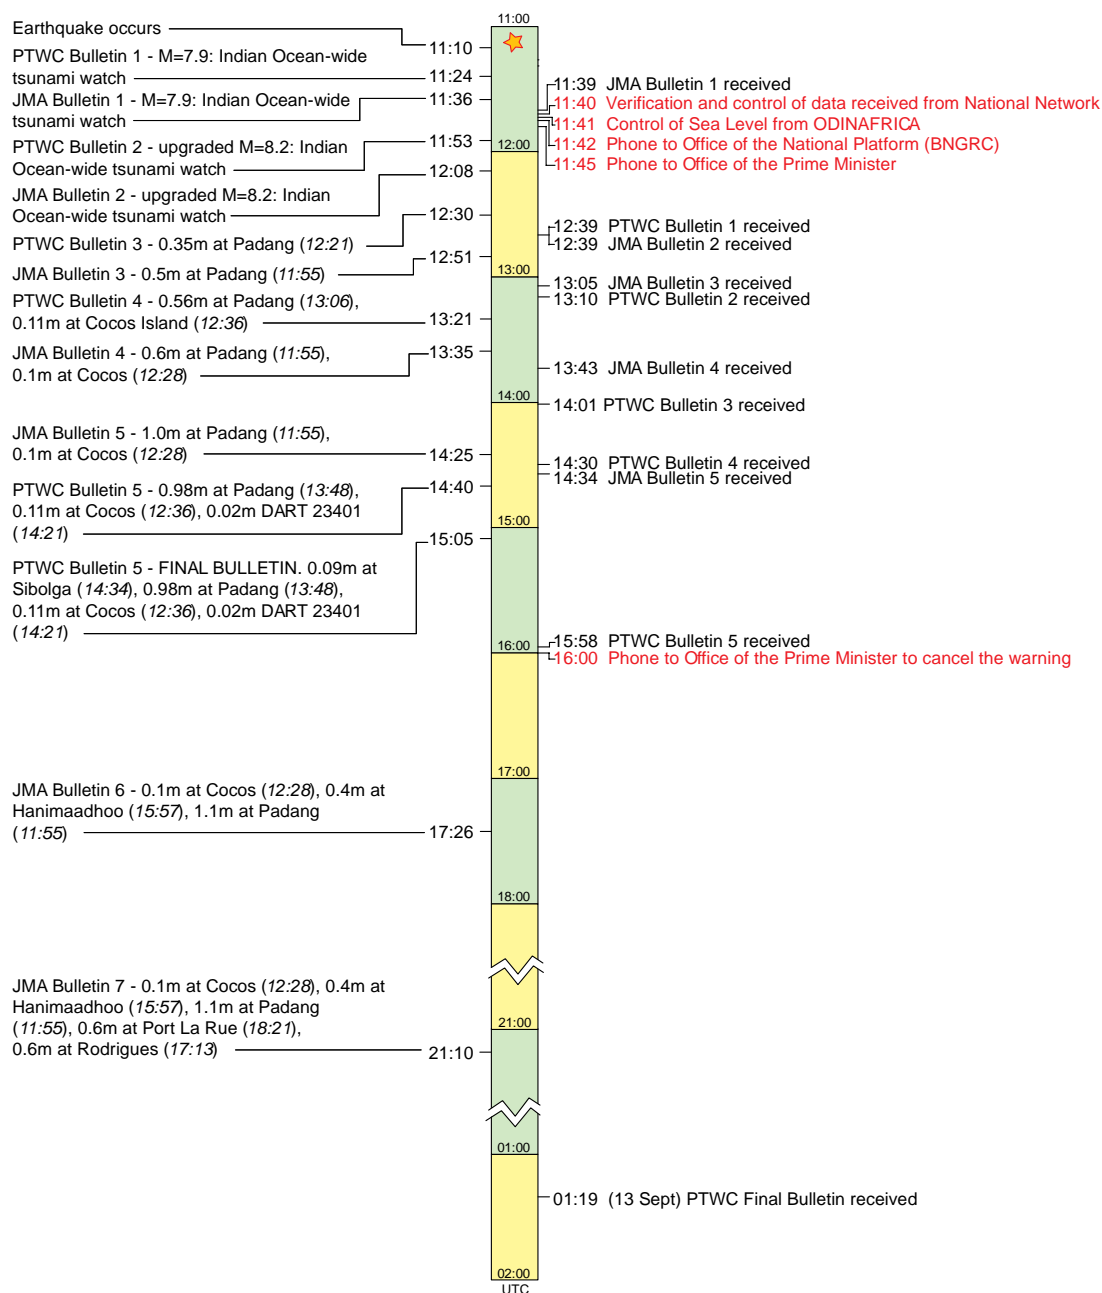 Earthquake occurs
PTWC Bulletin 1 - M=7.9: Indian Ocean-wide
tsunami watch
JMA Bulletin 1 - M=7.9: Indian Ocean-wide
tsunami watch
PTWC Bulletin 2 - upgraded M=8.2: Indian
Ocean-wide tsunami watch
JMA Bulletin 2 - upgraded M=8.2: Indian
Ocean-wide tsunami watch
PTWC Bulletin 3 - 0.35m at Padang (12:21)
JMA Bulletin 3 - 0.5m at Padang (11:55)
PTWC Bulletin 4 - 0.56m at Padang (13:06),
0.11m at Cocos Island (12:36)
JMA Bulletin 4 - 0.6m at Padang (11:55),
0.1m at Cocos (12:28)
JMA Bulletin 5 - 1.0m at Padang (11:55),
0.1m at Cocos (12:28)
PTWC Bulletin 5 - 0.98m at Padang (13:48),
0.11m at Cocos (12:36), 0.02m DART 23401
(14:21)
PTWC Bulletin 5 - FINAL BULLETIN. 0.09m at
Sibolga (14:34), 0.98m at Padang (13:48),
0.11m at Cocos (12:36), 0.02m DART 23401
(14:21)
JMA Bulletin 6 - 0.1m at Cocos (12:28), 0.4m at
Hanimaadhoo (15:57), 1.1m at Padang
(11:55)
JMA Bulletin 7 - 0.1m at Cocos (12:28), 0.4m at
Hanimaadhoo (15:57), 1.1m at Padang
(11:55), 0.6m at Port La Rue (18:21),
0.6m at Rodrigues (17:13)
11:10
11:24
11:36
11:53
12:08
12:30
12:51
13:21
13:35
14:25
14:40
15:05
17:26
21:10
11:00
12:00
13:00
14:00
15:00
16:00
17:00
18:00
21:00
01:00
02:00
UTC
11:39 JMA Bulletin 1 received
11:40 Verification and control of data received from National Network
11:41 Control of Sea Level from ODINAFRICA
11:42 Phone to Office of the National Platform (BNGRC)
11:45 Phone to Office of the Prime Minister
12:39 PTWC Bulletin 1 received
12:39 JMA Bulletin 2 received
13:05 JMA Bulletin 3 received
13:10 PTWC Bulletin 2 received
13:43 JMA Bulletin 4 received
14:01 PTWC Bulletin 3 received
14:30 PTWC Bulletin 4 received
14:34 JMA Bulletin 5 received
15:58 PTWC Bulletin 5 received
16:00 Phone to Office of the Prime Minister to cancel the warning
01:19 (13 Sept) PTWC Final Bulletin received